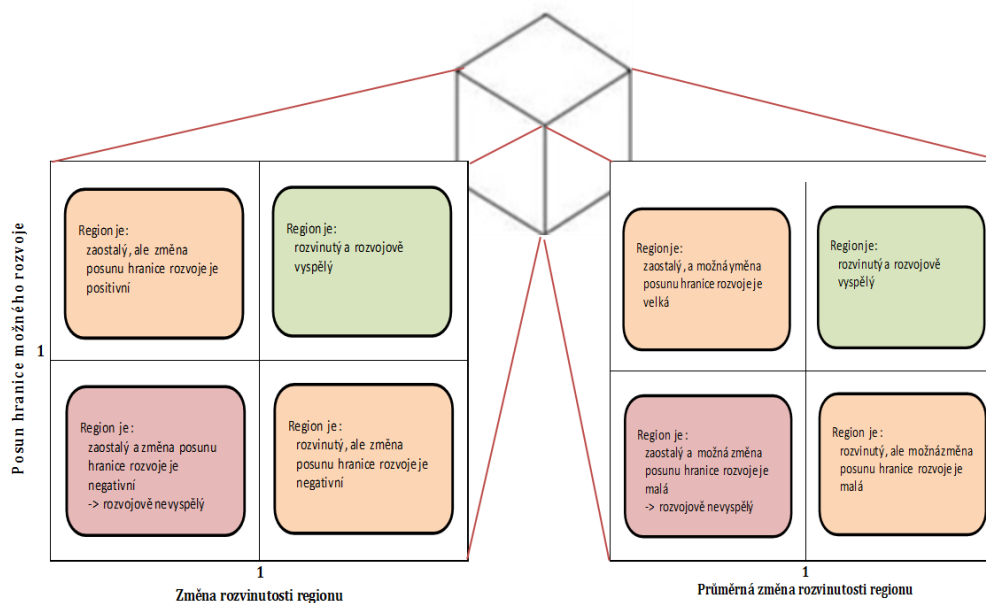 Posun hranice možného rozvoje
1
Region je:
zaostalý, ale změna
posunu hranice rozvoje je
positivní
Region je:
rozvinutý a rozvojově
vyspělý
Region je:
zaostalý a změna posunu
hranice rozvoje je
negativní
-> rozvojově nevyspělý
Region je:
rozvinutý, ale změna
posunu hranice rozvoje je
negativní
1
Změna rozvinutosti regionu
Region je:
zaostalý, a možná yměna
posunu hranice rozvoje je
velká
Region je:
rozvinutý a rozvojově
vyspělý
Region je:
zaostalý a možná změna
posunu hranice rozvoje je
malá
-> rozvojově nevyspělý
Region je:
rozvinutý, ale možná změna
posunu hranice rozvoje je
malá
1
Průměrná změna rozvinutosti regionu